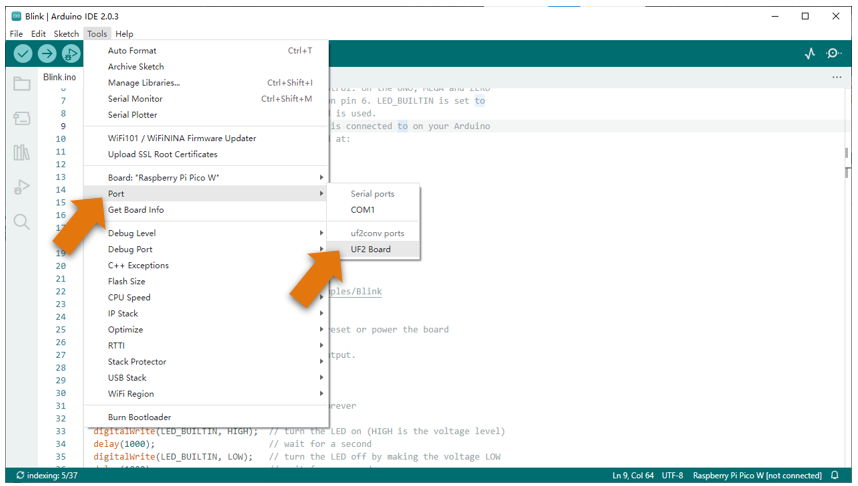 Blink | Arduino IDE 2.0.3
File Edit Sketch Tools Help
Blink.ino
Auto Format Ctrl+T
Archive Sketch
Manage Libraries... Ctrl+Shift+I
Serial Monitor Ctrl+Shift+M
Serial Plotter
WiFi101 / WiFiNINA Firmware Updater
Upload SSL Root Certificates
Board: "Raspberry Pi Pico W"
Port
Get Board Info
Debug Level
Debug Port
C++ Exceptions
Flash Size
CPU Speed
IP Stack
Optimize
RTTI
Stack Protector
USB Stack
WiFi Region
Burn Bootloader
Serial ports
COM1
uf2conv ports
UF2 Board
on the UNO, MEGA and ZERO
7 on pin 6. LED_BUILTIN is set to
8 is used.
9 is connected to on your Arduino
10 at:
11
12
13
14
15
16
19
20
21
22 ples/Blink
23
24
25 reset or power the board
26
27 tput.
28
29
30
31 rever
32
33 digitalWrite(LED_BUILTIN, HIGH); // turn the LED on (HIGH is the voltage level)
34 delay(1000); // wait for a second
35 digitalWrite(LED_BUILTIN, LOW); // turn the LED off by making the voltage LOW
indexing: 5/37 Ln 9, Col 64 UTF-8 Raspberry Pi Pico W [not connected]